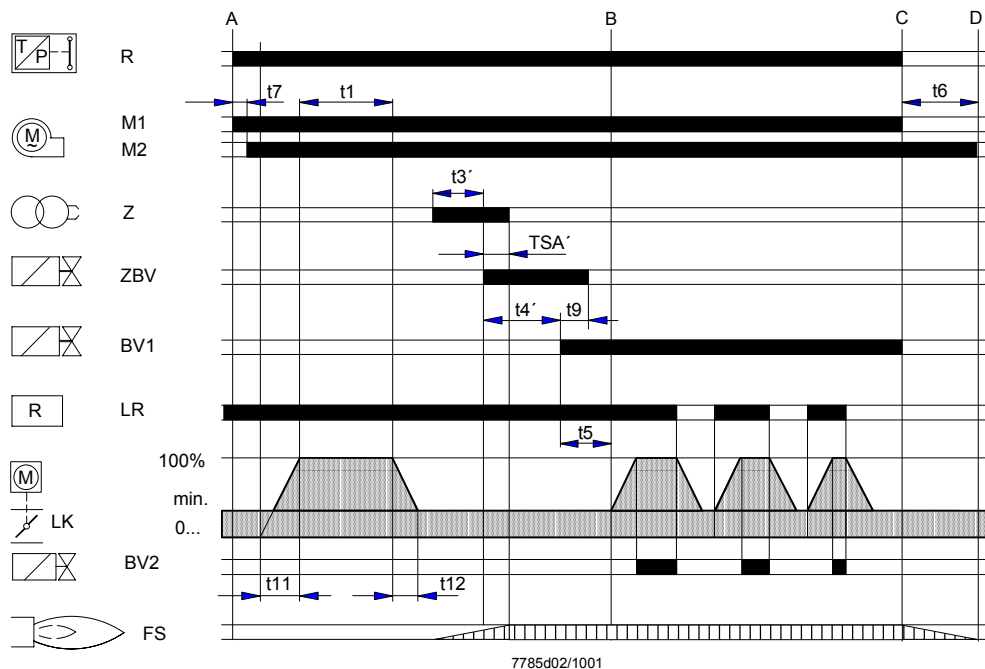 A B C D
T P R
t7 t1 t6
M1
M ~
M2
t3´
Z
TSA´
ZBV
t4´ t9
BV1
R LR
t5
100%
M
min.
LK
0...
BV2
t11 t12
FS
7785d02/1001